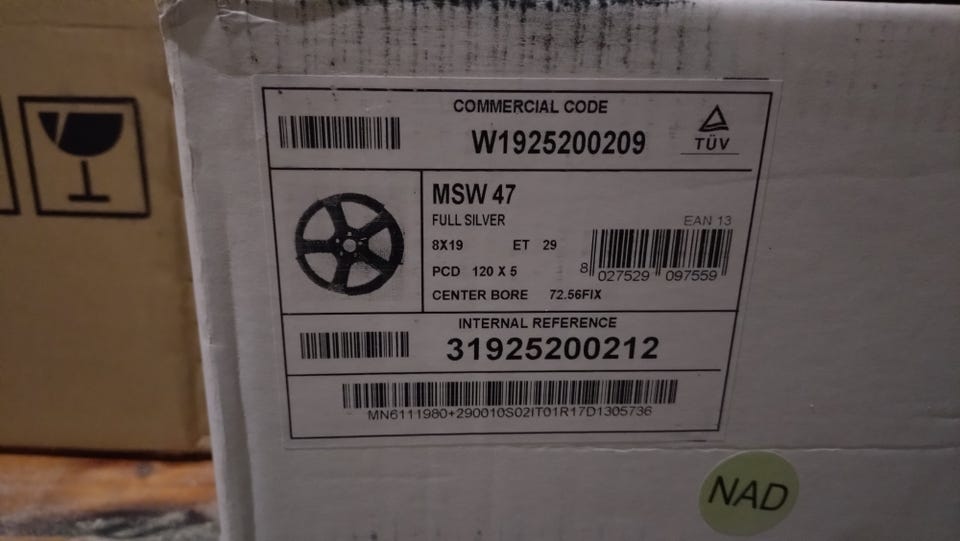 COMMERCIAL CODE
W1925200209
TÜV
MSW 47
FULL SILVER
EAN 13
8X19 ET 29
PCD 120 X 5
8 027529 097559
CENTER BORE 72.56FIX
INTERNAL REFERENCE
31925200212
MN6111980+290010S02IT01R17D1305736
NAD